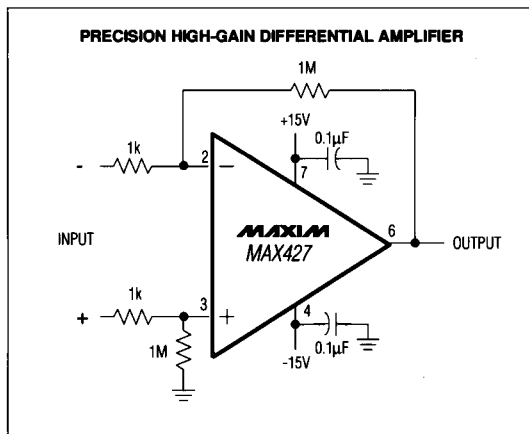 PRECISION HIGH-GAIN DIFFERENTIAL AMPLIFIER
1M
+15V
0.1µF
1k
2
7
-
−
INPUT
MAXIM
MAX427
6
OUTPUT
1k
3
4
+
+
1M
-15V
0.1µF